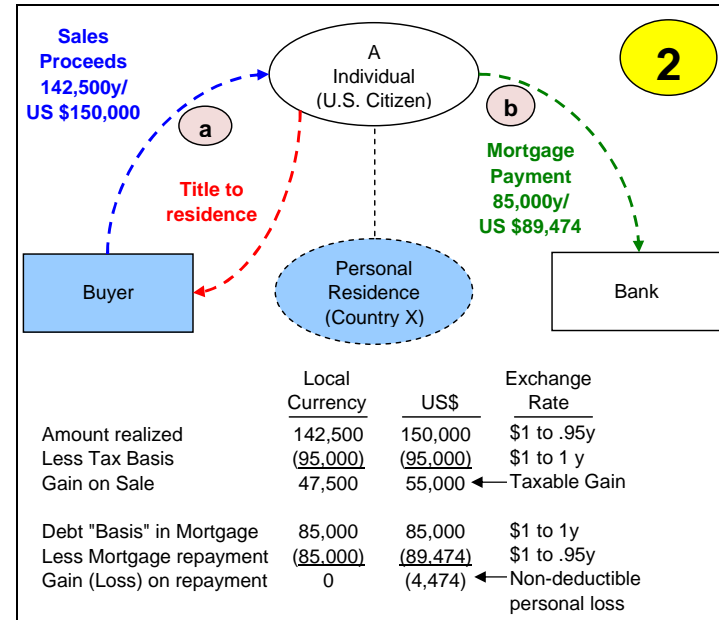 Sales
Proceeds
142,500y/
US $150,000
a
A
Individual
(U.S. Citizen)
2
b
Mortgage
Payment
85,000y/
US $89,474
Title to
residence
Buyer
Personal
Residence
(Country X)
Bank
Local Currency US$ Exchange Rate
Amount realized 142,500 150,000 $1 to .95y
Less Tax Basis (95,000) (95,000) $1 to 1 y
Gain on Sale 47,500 55,000 Taxable Gain
Debt "Basis" in Mortgage 85,000 85,000 $1 to 1y
Less Mortgage repayment (85,000) (89,474) $1 to .95y
Gain (Loss) on repayment 0 (4,474) Non-deductible
personal loss